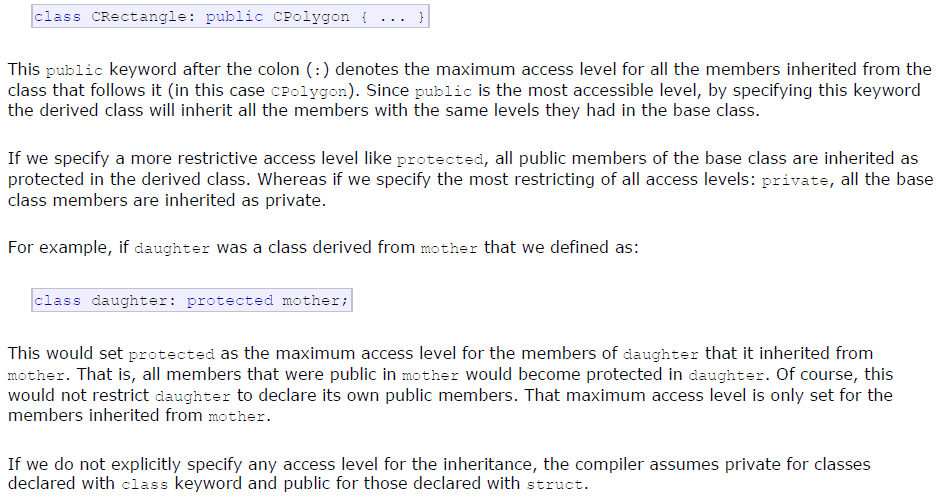 class CRectangle: public CPolygon { ... }
This public keyword after the colon (:) denotes the maximum access level for all the members inherited from the
class that follows it (in this case CPolygon). Since public is the most accessible level, by specifying this keyword
the derived class will inherit all the members with the same levels they had in the base class.
If we specify a more restrictive access level like protected, all public members of the base class are inherited as
protected in the derived class. Whereas if we specify the most restricting of all access levels: private, all the base
class members are inherited as private.
For example, if daughter was a class derived from mother that we defined as:
class daughter: protected mother;
This would set protected as the maximum access level for the members of daughter that it inherited from
mother. That is, all members that were public in mother would become protected in daughter. Of course, this
would not restrict daughter to declare its own public members. That maximum access level is only set for the
members inherited from mother.
If we do not explicitly specify any access level for the inheritance, the compiler assumes private for classes
declared with class keyword and public for those declared with struct.